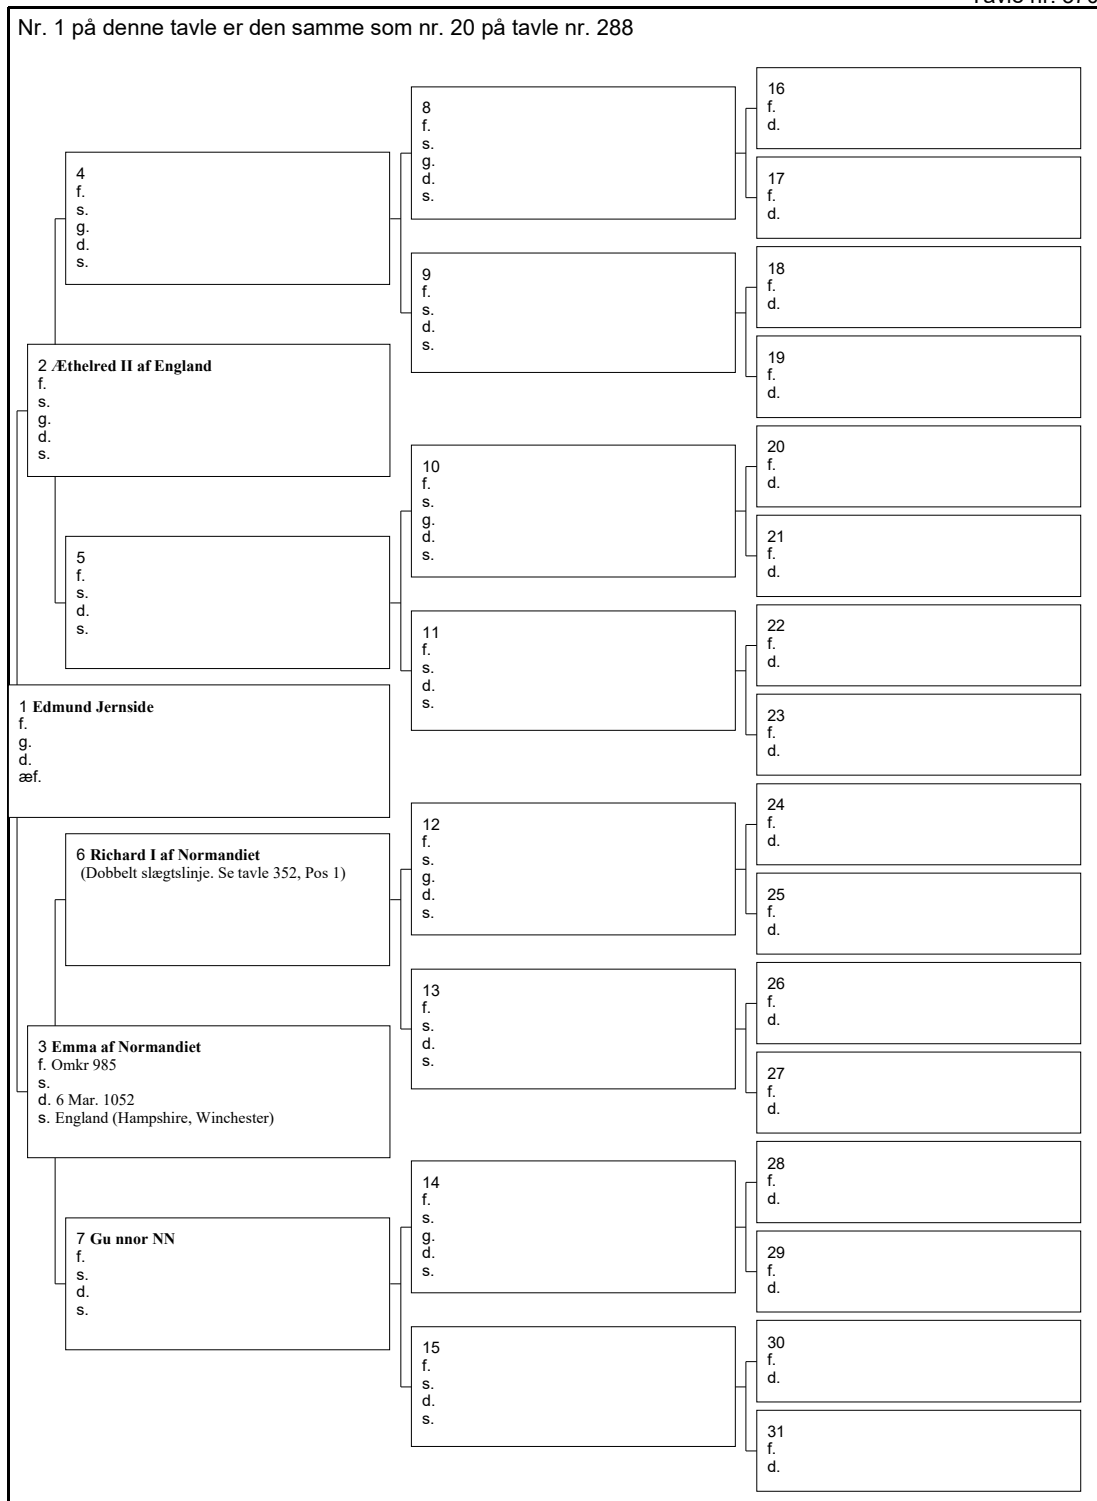 Nr. 1 på denne tavle er den samme som nr. 20 på tavle nr. 288
16
f.
d.
8
f.
s.
g.
d.
s.
17
f.
d.
4
f.
s.
g.
d.
s.
18
f.
d.
9
f.
s.
d.
s.
19
f.
d.
2 Æthelred II af England
f.
s.
g.
d.
s.
20
f.
d.
10
f.
s.
g.
d.
s.
21
f.
d.
5
f.
s.
d.
s.
22
f.
d.
11
f.
s.
d.
s.
23
f.
d.
1 Edmund Jernside
f.
g.
d.
æf.
24
f.
d.
12
f.
s.
g.
d.
s.
25
f.
d.
6 Richard I af Normandiet
(Dobbelt slægtslinje. Se tavle 352, Pos 1)
26
f.
d.
13
f.
s.
d.
s.
27
f.
d.
3 Emma af Normandiet
f. Omkr 985
s.
d. 6 Mar. 1052
s. England (Hampshire, Winchester)
28
f.
d.
14
f.
s.
g.
d.
s.
29
f.
d.
7 Gu nnor NN
f.
s.
d.
s.
30
f.
d.
15
f.
s.
d.
s.
31
f.
d.